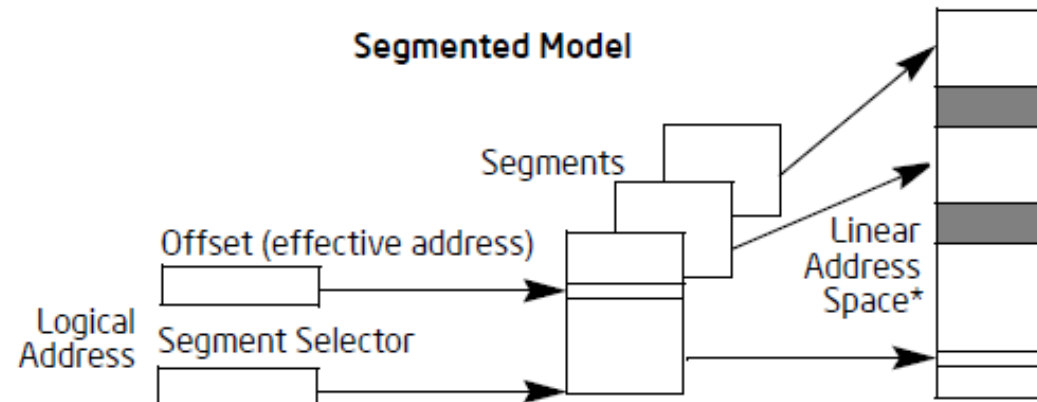 Segmented Model
Segments
Offset (effective address)
Linear
Address
Space*
Logical
Address
Segment Selector